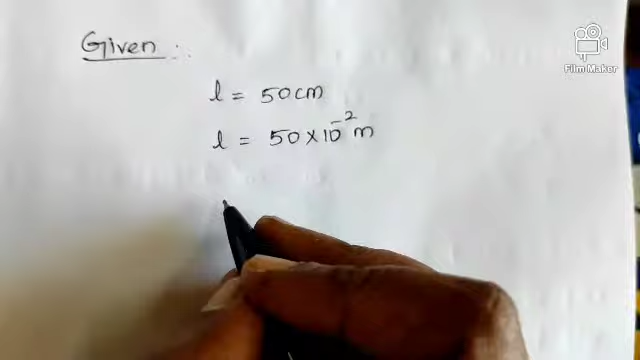 Given :-
l = 50cm
l = 50×10⁻² m
Film Maker